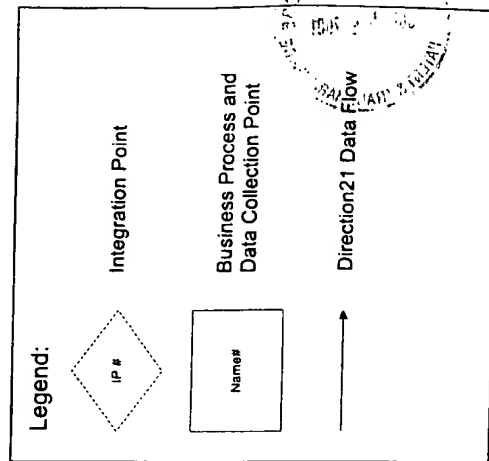 Legend:
IP #
Integration Point
Name#
Business Process and
Data Collection Point
Direction21 Data Flow